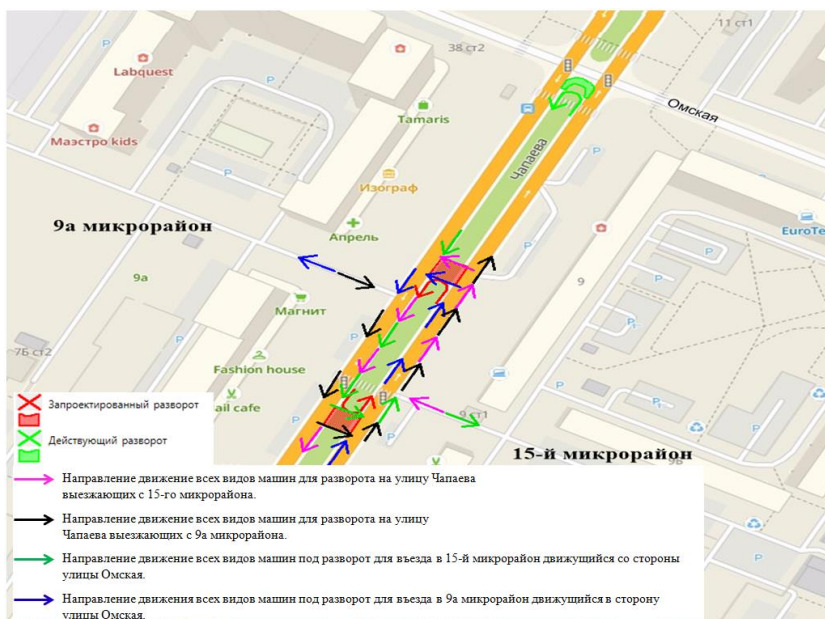 11 ст1
P
38 ст2
Labquest
P
Омская
Tamaris
Маэстро kids
Чапаева
P
P
Изограф
9а микрорайон
Апрель
EuroTe
P
9а
9
Магнит
P
P
7Б ст2
Fashion house
P
ail cafe
9 ст1
P
Запроектированный разворот
Действующий разворот
15-й микрорайон
9Б
Направление движение всех видов машин для разворота на улицу Чапаева
выезжающих с 15-го микрорайона.
Направление движение всех видов машин для разворота на улицу
Чапаева выезжающих с 9а микрорайона.
P
Направление движение всех видов машин под разворот для въезда в 15-й микрорайон движущийся со стороны
улицы Омская.
Направление движения всех видов машин под разворот для въезда в 9а микрорайон движущийся в сторону
улицы Омская.
P